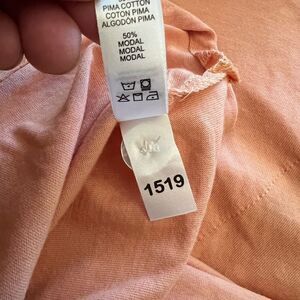 PIMA COTTON
COTON PIMA
ALGODÓN PIMA
50%
MODAL
MODAL
MODAL
1519